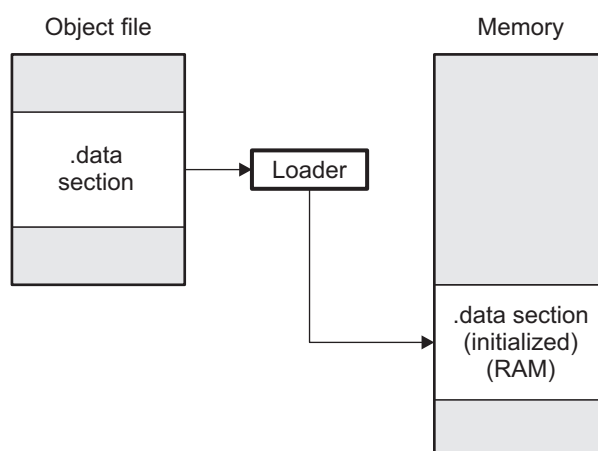 Object file
Memory
.data
section
Loader
.data section
(initialized)
(RAM)